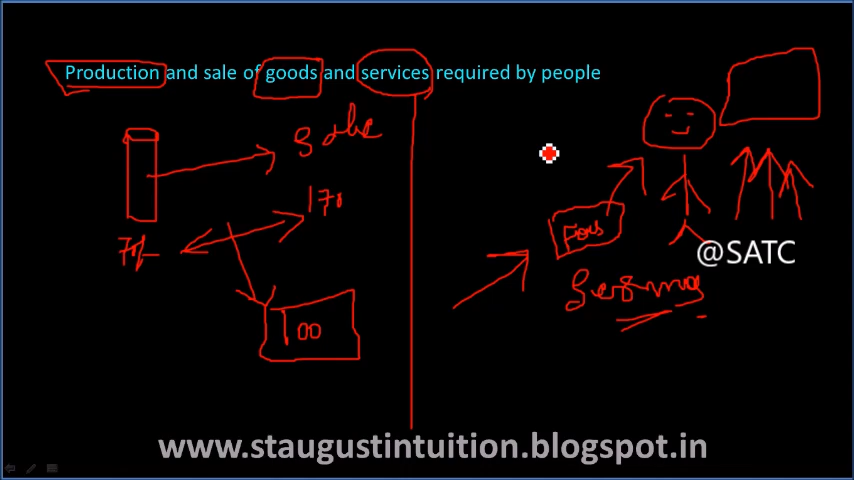 Production and sale of goods and services required by people
Sale
170
70/-
Fees
@SATC
100
www.staugustintuition.blogspot.in